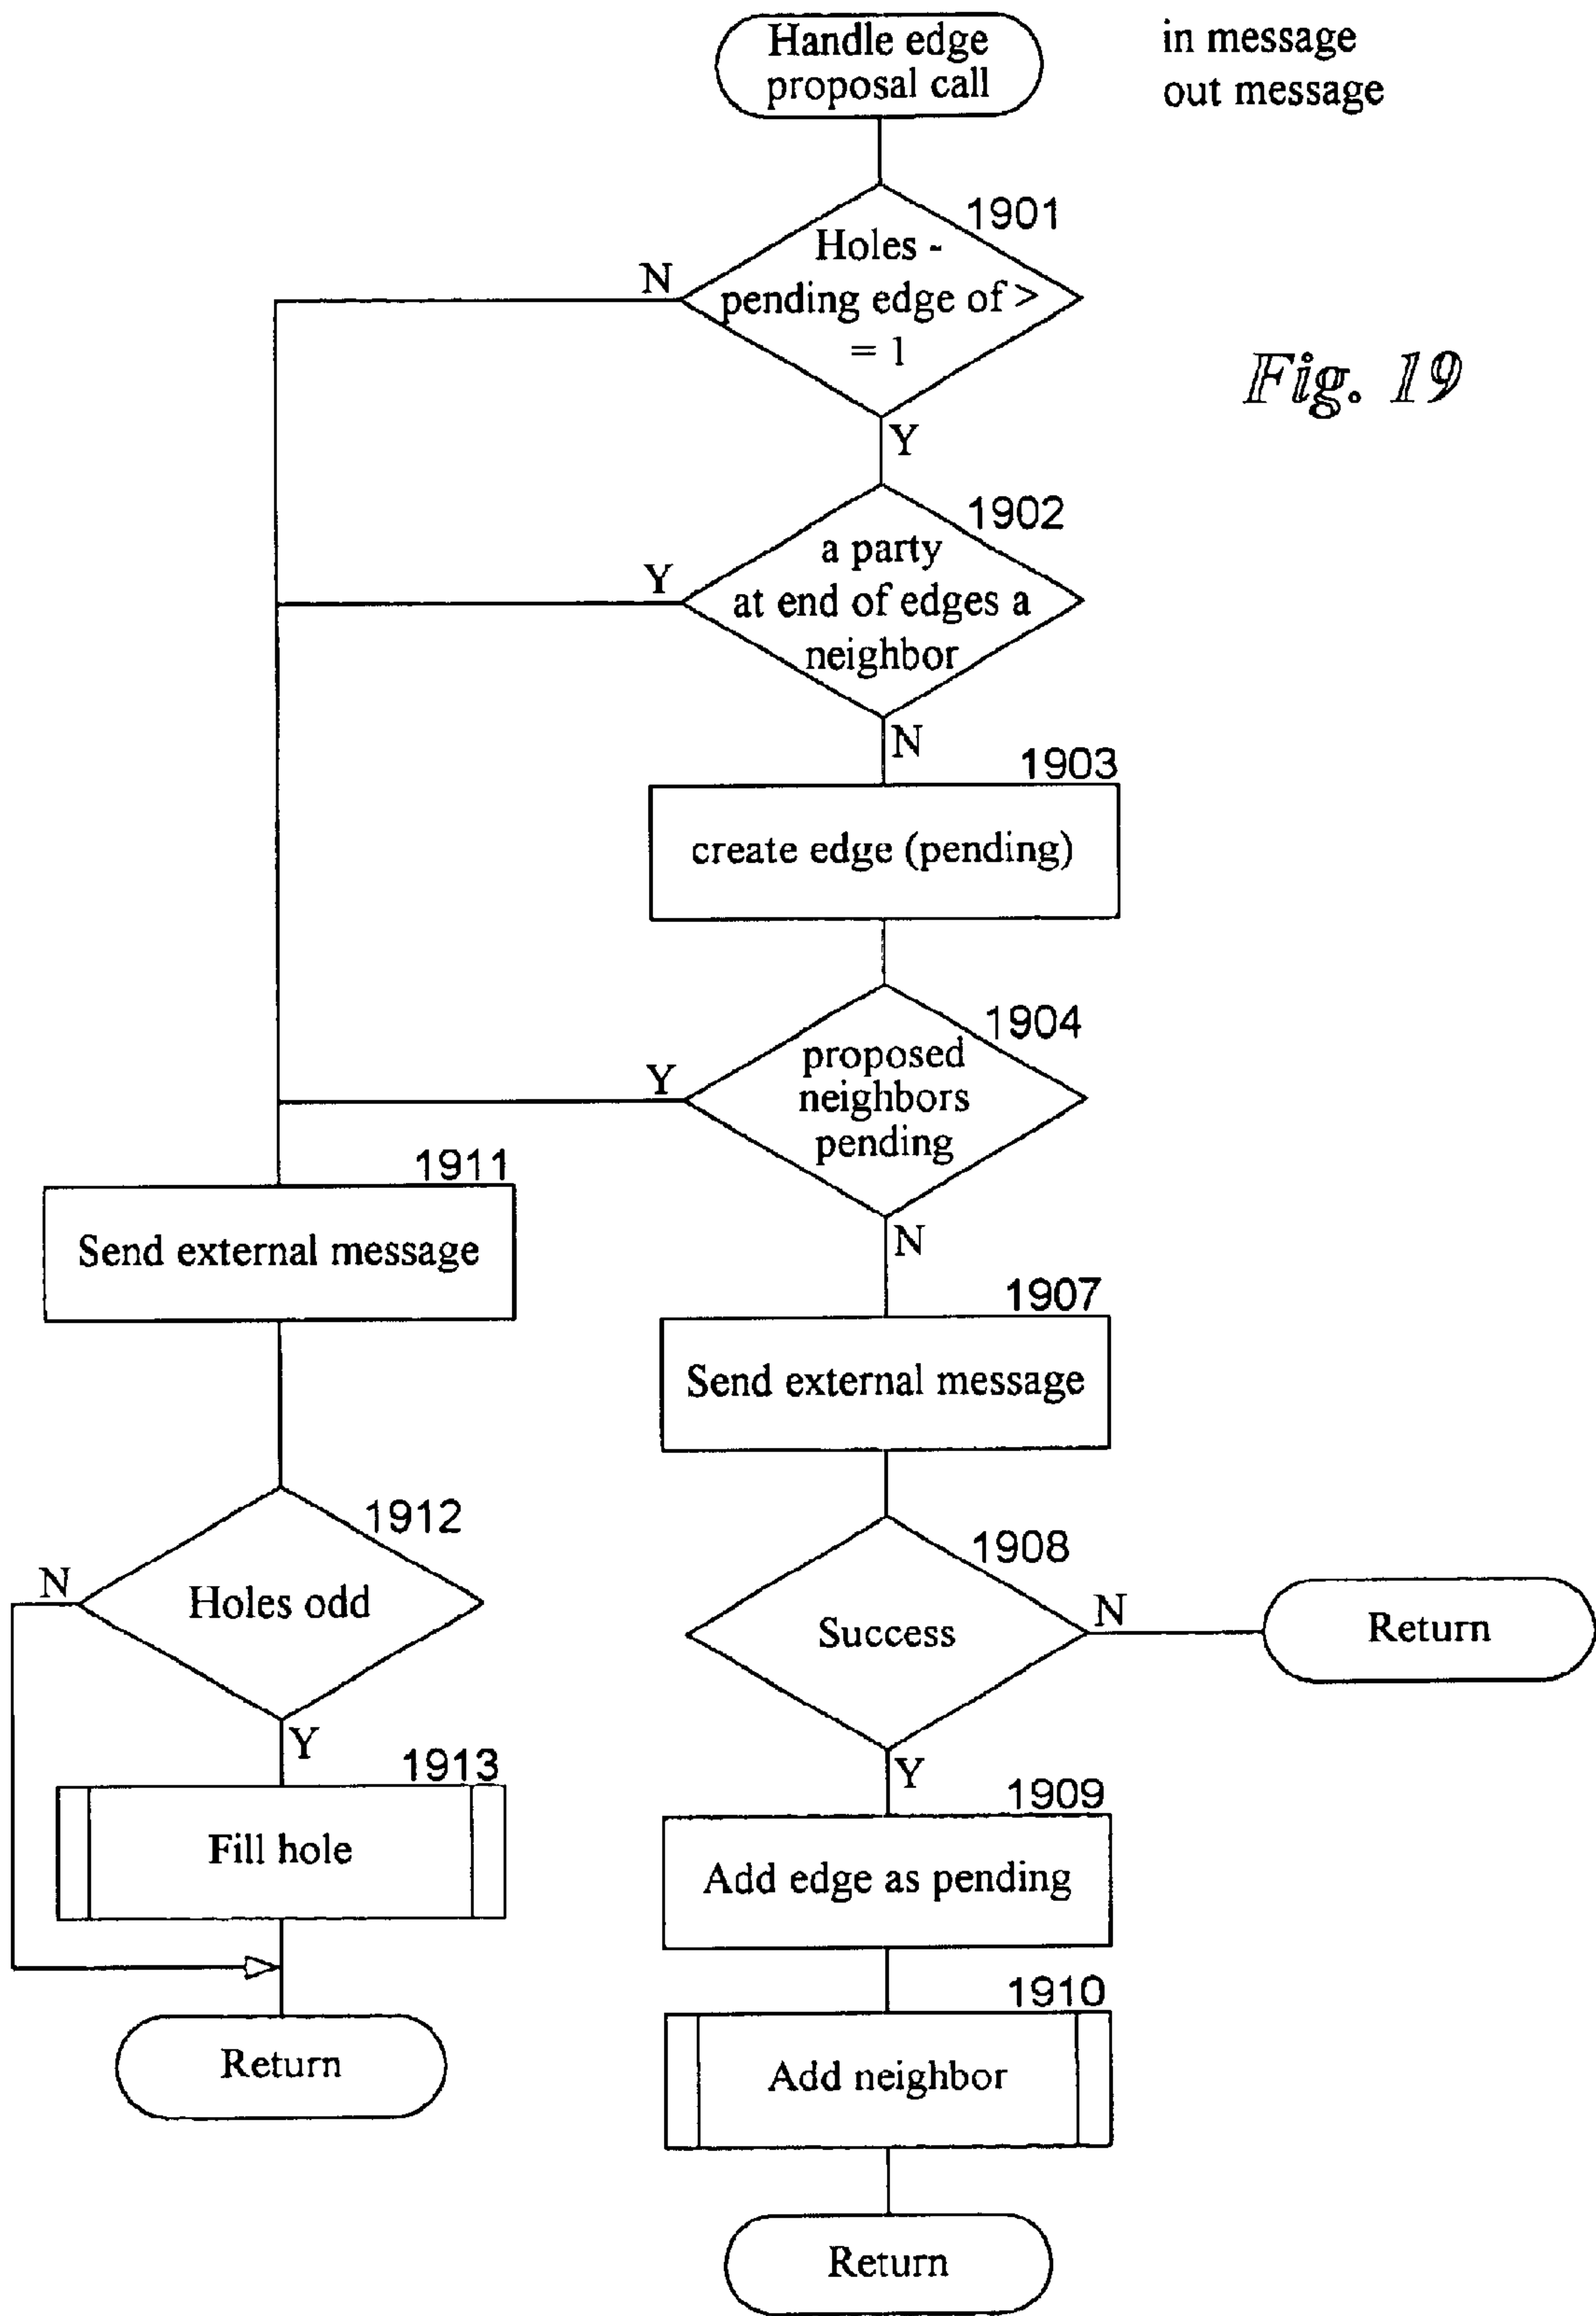 Handle edge
proposal call
in message
out message
1901
Holes -
pending edge of >
= 1
N
Y
Fig. 19
1902
a party
at end of edges a
neighbor
Y
N
1903
create edge (pending)
1904
proposed
neighbors
pending
Y
N
1911
Send external message
1907
Send external message
1912
Holes odd
N
Y
1908
Success
N
Return
Y
1913
Fill hole
1909
Add edge as pending
1910
Add neighbor
Return
Return